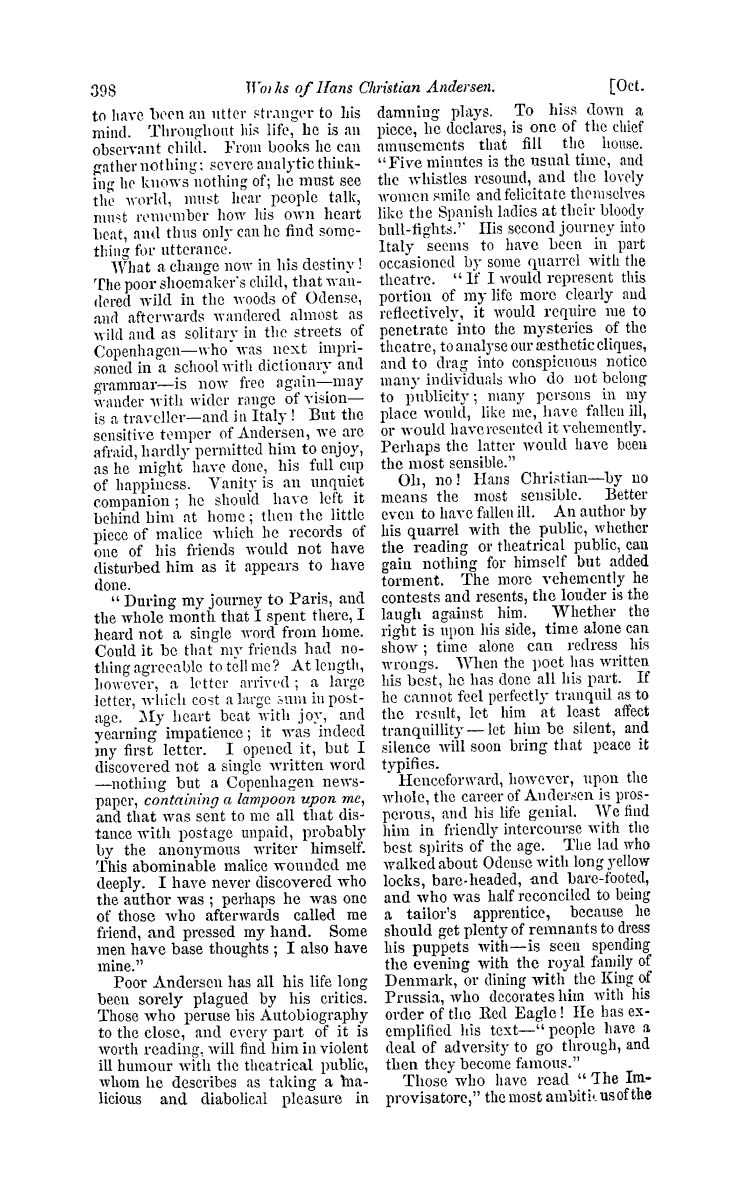 398
Works of Hans Christian Andersen.
[Oct.
to have been an utter stranger to his
mind. Throughout his life, he is an
observant child. From books he can
gather nothing; severe analytic think-
ing he knows nothing of; he must see
the world, must hear people talk,
must remember how his own heart
beat, and thus only can he find some-
thing for utterance.
What a change now in his destiny!
The poor shoemaker's child, that wan-
dered wild in the woods of Odense,
and afterwards wandered almost as
wild and as solitary in the streets of
Copenhagen—who was next impri-
soned in a school with dictionary and
grammar—is now free again—may
wander with wider range of vision—
is a traveller—and in Italy! But the
sensitive temper of Andersen, we are
afraid, hardly permitted him to enjoy,
as he might have done, his full cup
of happiness. Vanity is an unquiet
companion; he should have left it
behind him at home; then the little
piece of malice which he records of
one of his friends would not have
disturbed him as it appears to have
done.
"During my journey to Paris, and
the whole month that I spent there, I
heard not a single word from home.
Could it be that my friends had no-
thing agreeable to tell me? At length,
however, a letter arrived; a large
letter, which cost a large sum in post-
age. My heart beat with joy, and
yearning impatience; it was indeed
my first letter. I opened it, but I
discovered not a single written word
—nothing but a Copenhagen news-
paper, containing a lampoon upon me,
and that was sent to me all that dis-
tance with postage unpaid, probably
by the anonymous writer himself.
This abominable malice wounded me
deeply. I have never discovered who
the author was; perhaps he was one
of those who afterwards called me
friend, and pressed my hand. Some
men have base thoughts; I also have
mine."
Poor Andersen has all his life long
been sorely plagued by his critics.
Those who peruse his Autobiography
to the close, and every part of it is
worth reading, will find him in violent
ill humour with the theatrical public,
whom he describes as taking a ma-
licious and diabolical pleasure in
damning plays. To hiss down a
piece, he declares, is one of the chief
amusements that fill the house.
"Five minutes is the usual time, and
the whistles resound, and the lovely
women smile and felicitate themselves
like the Spanish ladies at their bloody
bull-fights." His second journey into
Italy seems to have been in part
occasioned by some quarrel with the
theatre. "If I would represent this
portion of my life more clearly and
reflectively, it would require me to
penetrate into the mysteries of the
theatre, to analyse our æsthetic cliques,
and to drag into conspicuous notice
many individuals who do not belong
to publicity; many persons in my
place would, like me, have fallen ill,
or would have resented it vehemently.
Perhaps the latter would have been
the most sensible."
Oh, no! Hans Christian—by no
means the most sensible. Better
even to have fallen ill. An author by
his quarrel with the public, whether
the reading or theatrical public, can
gain nothing for himself but added
torment. The more vehemently he
contests and resents, the louder is the
laugh against him. Whether the
right is upon his side, time alone can
show; time alone can redress his
wrongs. When the poet has written
his best, he has done all his part. If
he cannot feel perfectly tranquil as to
the result, let him at least affect
tranquillity—let him be silent, and
silence will soon bring that peace it
typifies.
Henceforward, however, upon the
whole, the career of Andersen is pros-
perous, and his life genial. We find
him in friendly intercourse with the
best spirits of the age. The lad who
walked about Odense with long yellow
locks, bare-headed, and bare-footed,
and who was half reconciled to being
a tailor's apprentice, because he
should get plenty of remnants to dress
his puppets with—is seen spending
the evening with the royal family of
Denmark, or dining with the King of
Prussia, who decorates him with his
order of the Red Eagle! He has ex-
emplified his text—"people have a
deal of adversity to go through, and
then they become famous."
Those who have read "The Im-
provisatore," the most ambitious of the